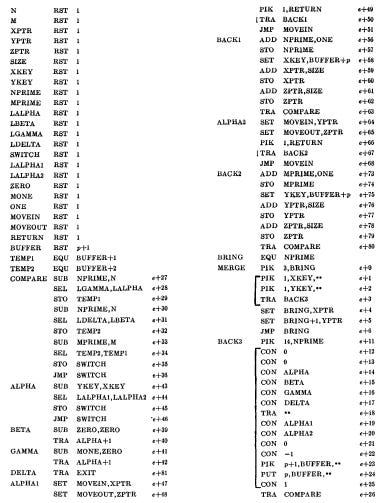 N RST 1
M RST 1
XPTR RST 1
YPTR RST 1
ZPTR RST 1
SIZE RST 1
XKEY RST 1
YKEY RST 1
NPRIME RST 1
MPRIME RST 1
LALPHA RST 1
LBETA RST 1
LGAMMA RST 1
LDELTA RST 1
SWITCH RST 1
LALPHA1 RST 1
LALPHA2 RST 1
ZERO RST 1
MONE RST 1
ONE RST 1
MOVEIN RST 1
MOVEOUT RST 1
RETURN RST 1
BUFFER RST p+1
TEMP1 EQU BUFFER+1
TEMP2 EQU BUFFER+2
COMPARE SUB NPRIME,N e+27
SEL LGAMMA,LALPHA e+28
STO TEMP1 e+29
SUB NPRIME,N e+30
SEL LDELTA,LBETA e+31
STO TEMP2 e+32
SUB MPRIME,M e+33
SEL TEMP2,TEMP1 e+34
STO SWITCH e+35
JMP SWITCH e+36
ALPHA SUB YKEY,XKEY e+43
SEL LALPHA1,LALPHA2 e+44
STO SWITCH e+45
JMP SWITCH e+46
BETA SUB ZERO,ZERO e+39
TRA ALPHA+1 e+40
GAMMA SUB MONE,ZERO e+41
TRA ALPHA+1 e+42
DELTA TRA EXIT e+81
ALPHA1 SET MOVEIN,XPTR e+47
SET MOVEOUT,ZPTR e+48
PIK 1,RETURN e+49
TRA BACK1 e+50
JMP MOVEIN e+51
BACK1 ADD NPRIME,ONE e+56
STO NPRIME e+57
SET XKEY,BUFFER+p e+58
ADD XPTR,SIZE e+59
STO XPTR e+60
ADD ZPTR,SIZE e+61
STO ZPTR e+62
TRA COMPARE e+63
ALPHA2 SET MOVEIN,YPTR e+64
SET MOVEOUT,ZPTR e+65
PIK 1,RETURN e+66
TRA BACK2 e+67
JMP MOVEIN e+68
BACK2 ADD MPRIME,ONE e+73
STO MPRIME e+74
SET YKEY,BUFFER+p e+75
ADD YPTR,SIZE e+76
STO YPTR e+77
ADD ZPTR,SIZE e+78
STO ZPTR e+79
TRA COMPARE e+80
BRING EQU NPRIME
MERGE PIK 3,BRING e+0
PIK 1,XKEY,** e+1
PIK 1,YKEY,** e+2
TRA BACK3 e+3
SET BRING,XPTR e+4
SET BRING+1,YPTR e+5
JMP BRING e+6
BACK3 PIK 14,NPRIME e+11
CON 0 e+12
CON 0 e+13
CON ALPHA e+14
CON BETA e+15
CON GAMMA e+16
CON DELTA e+17
TRA ** e+18
CON ALPHA1 e+19
CON ALPHA2 e+20
CON 0 e+21
CON −1 e+22
PIK p+1,BUFFER,** e+23
PUT p,BUFFER,** e+24
CON 1 e+25
TRA COMPARE e+26